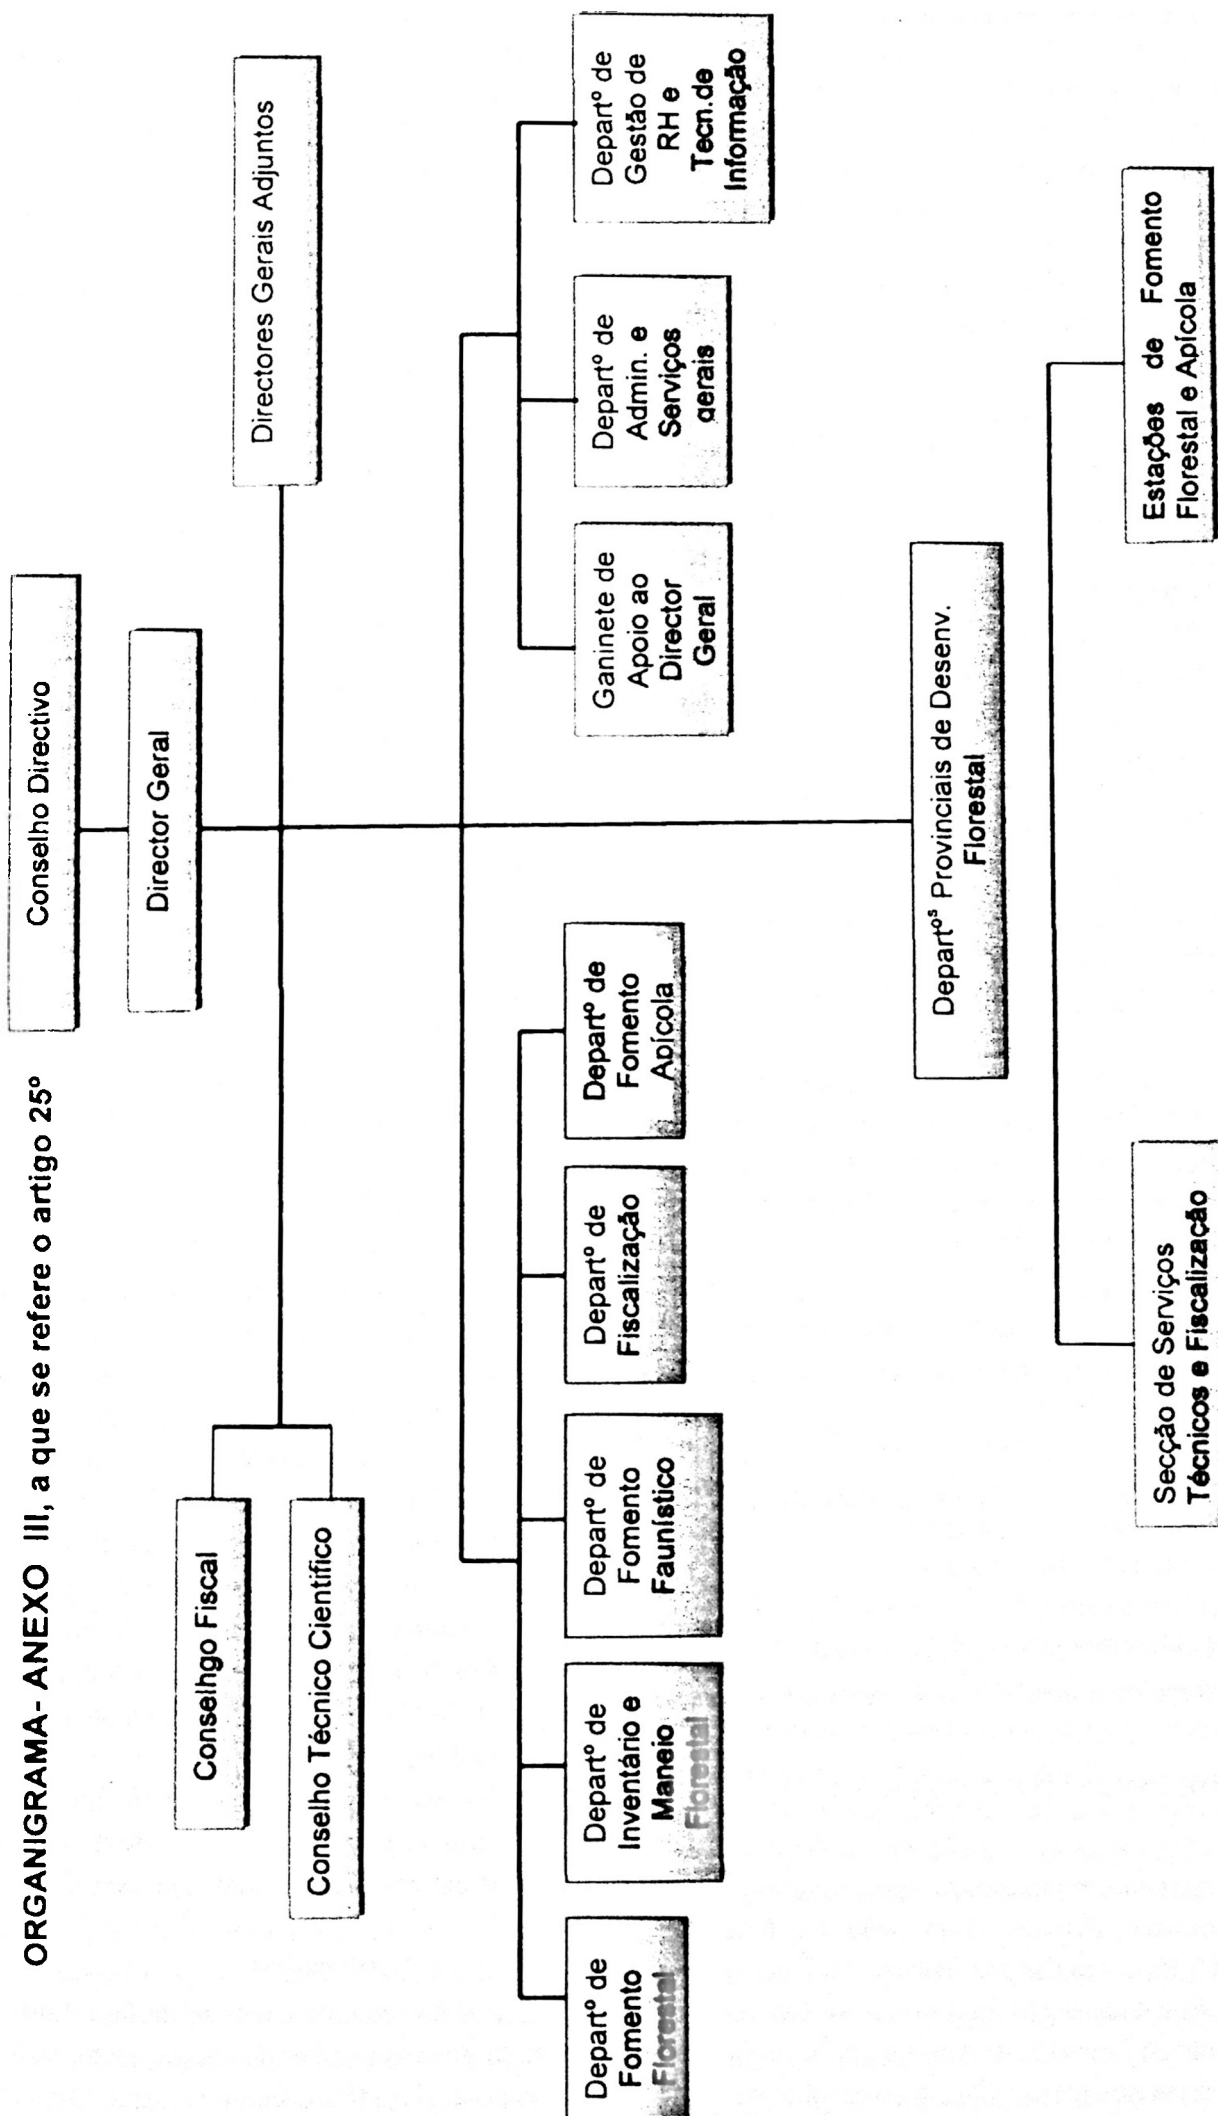 ORGANIGRAMA - ANEXO III, a que se refere o artigo 25º
Conselho Directivo
Director Geral
Conselhgo Fiscal
Directores Gerais Adjuntos
Conselho Técnico Científico
Departº de
Fomento
Florestal
Departº de
Inventário e
Maneio
Florestal
Departº de
Fomento
Faunístico
Departº de
Fiscalização
Departº de
Fomento
Apícola
Ganinete de
Apoio ao
Director
Geral
Departº de
Admin. e
Serviços
gerais
Departº de
Gestão de
RH e
Tecn.de
Informação
Departºˢ Provinciais de Desenv.
Florestal
Secção de Serviços
Técnicos e Fiscalização
Estações de Fomento
Florestal e Apícola